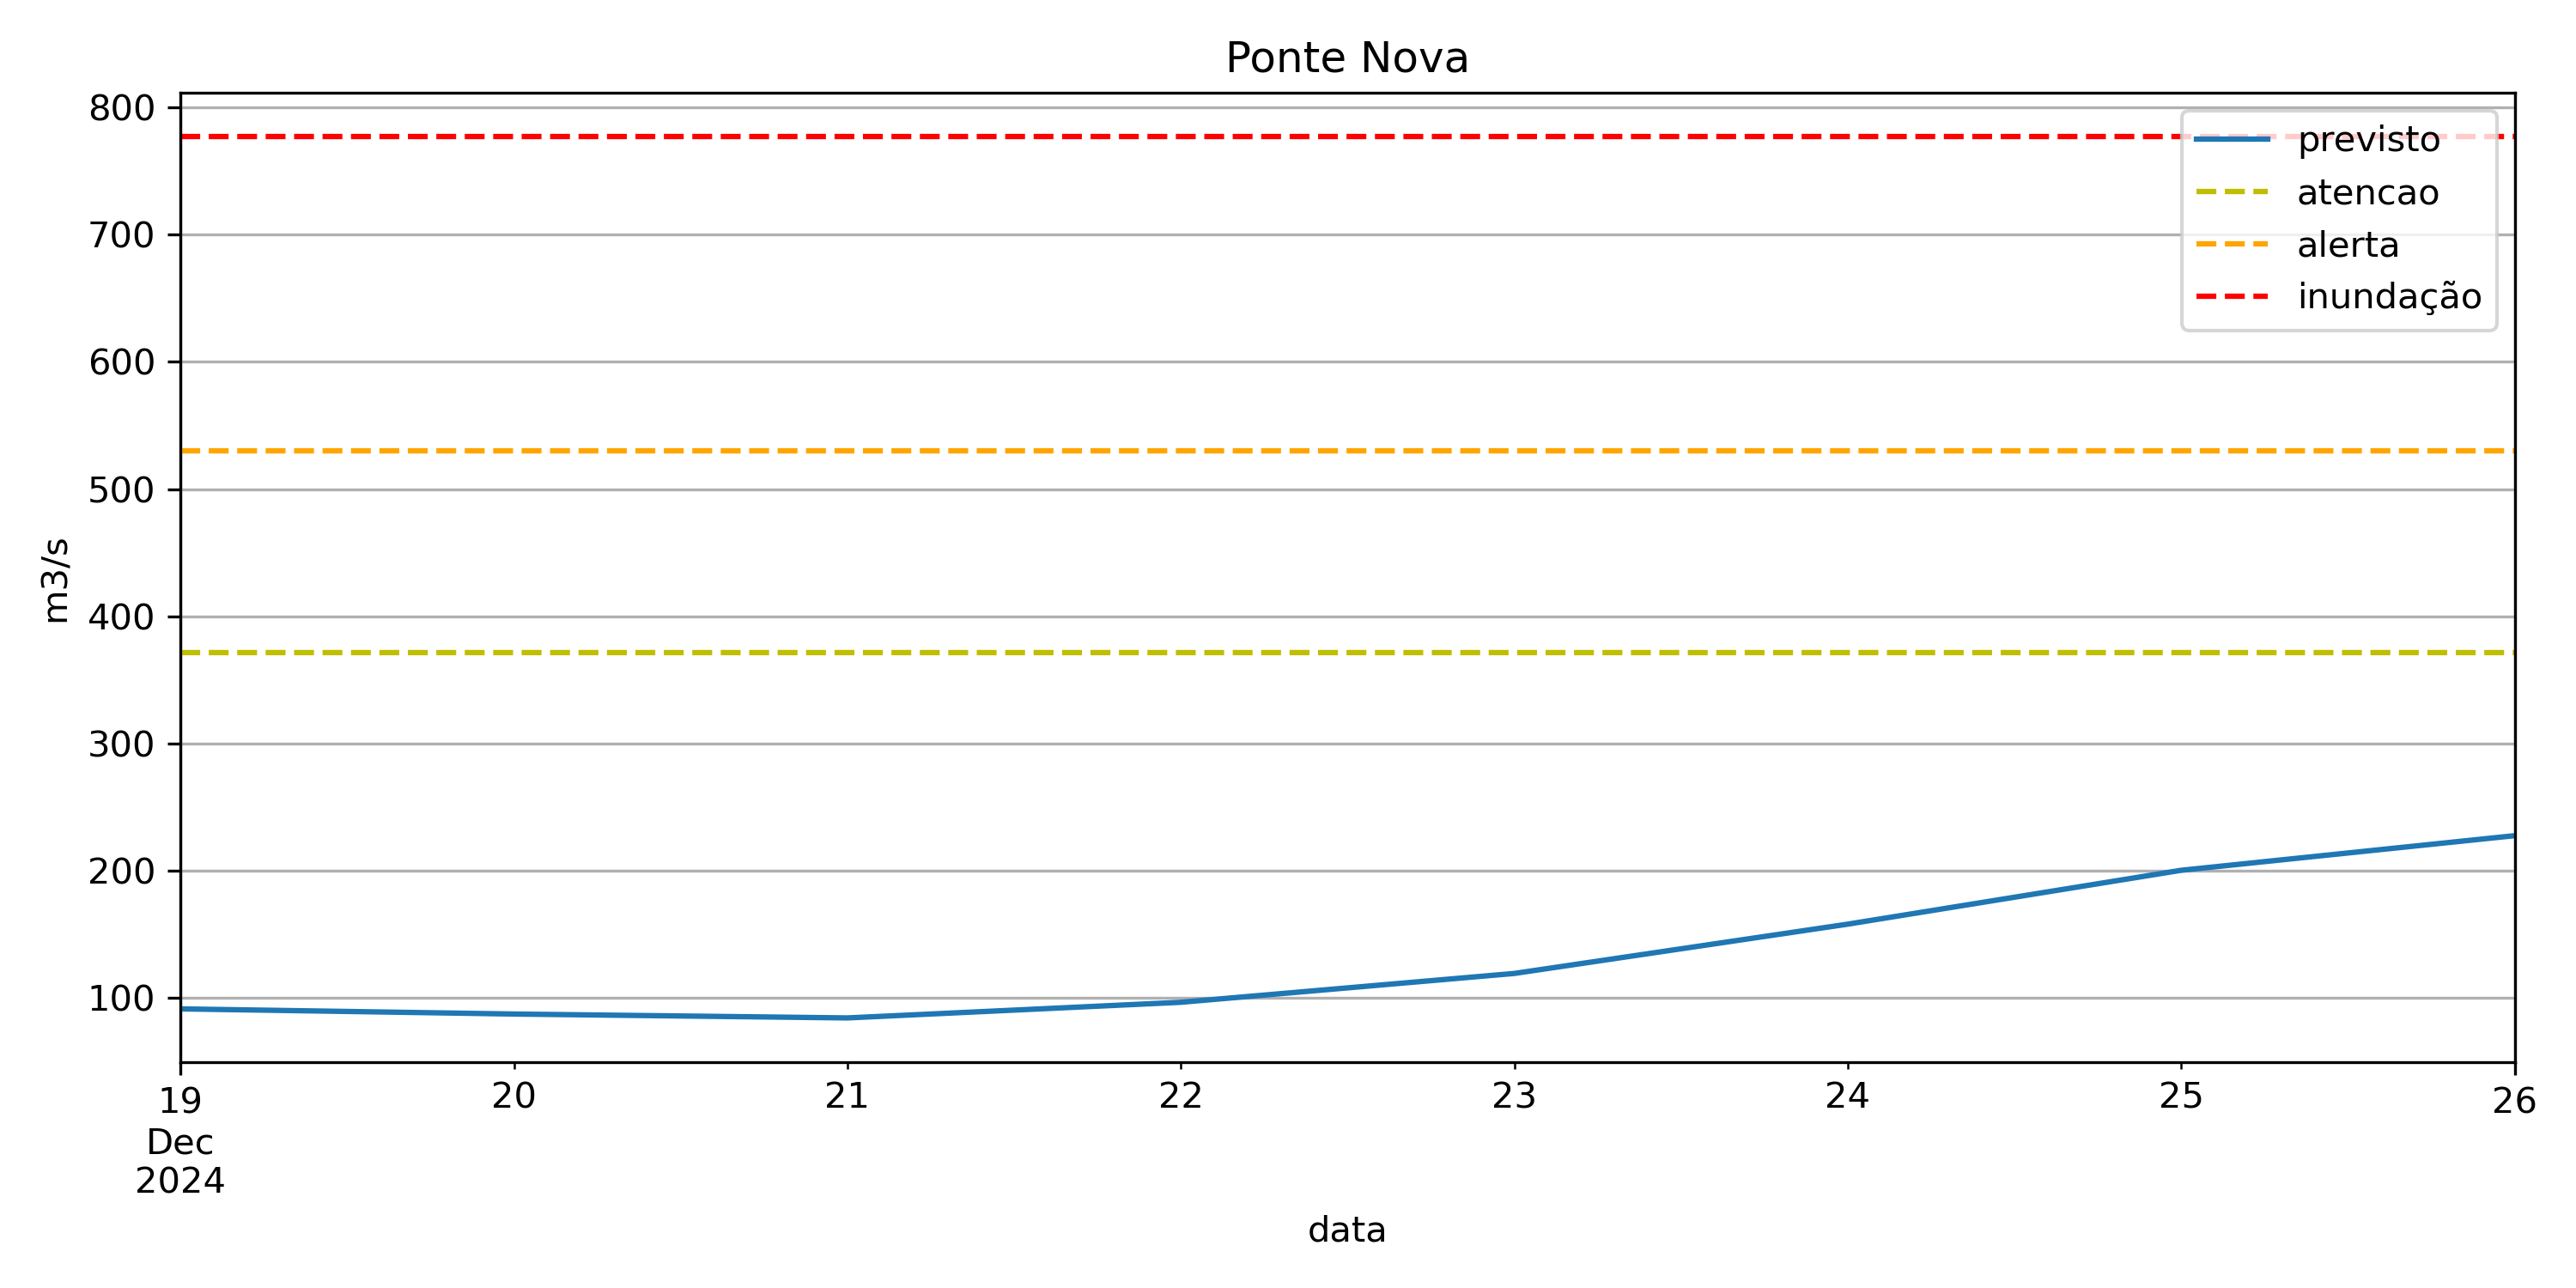 Ponte Nova
800
700
600
500
400
300
200
100
m3/s
previsto
atencao
alerta
inundação
19 20 21 22 23 24 25 26
Dec
2024
data